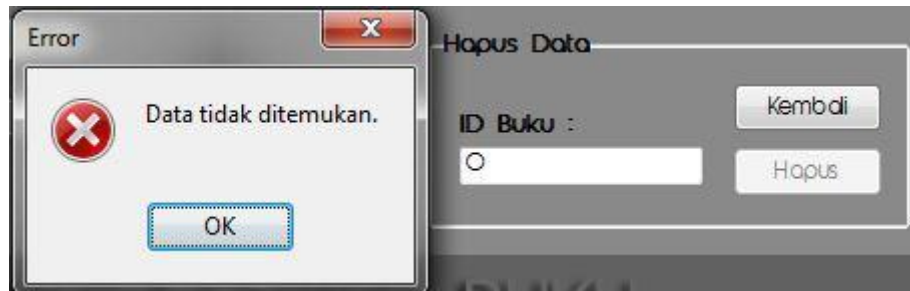 Error
Data tidak ditemukan.
OK
Hapus Data
ID Buku :
O
Kembali
Hapus